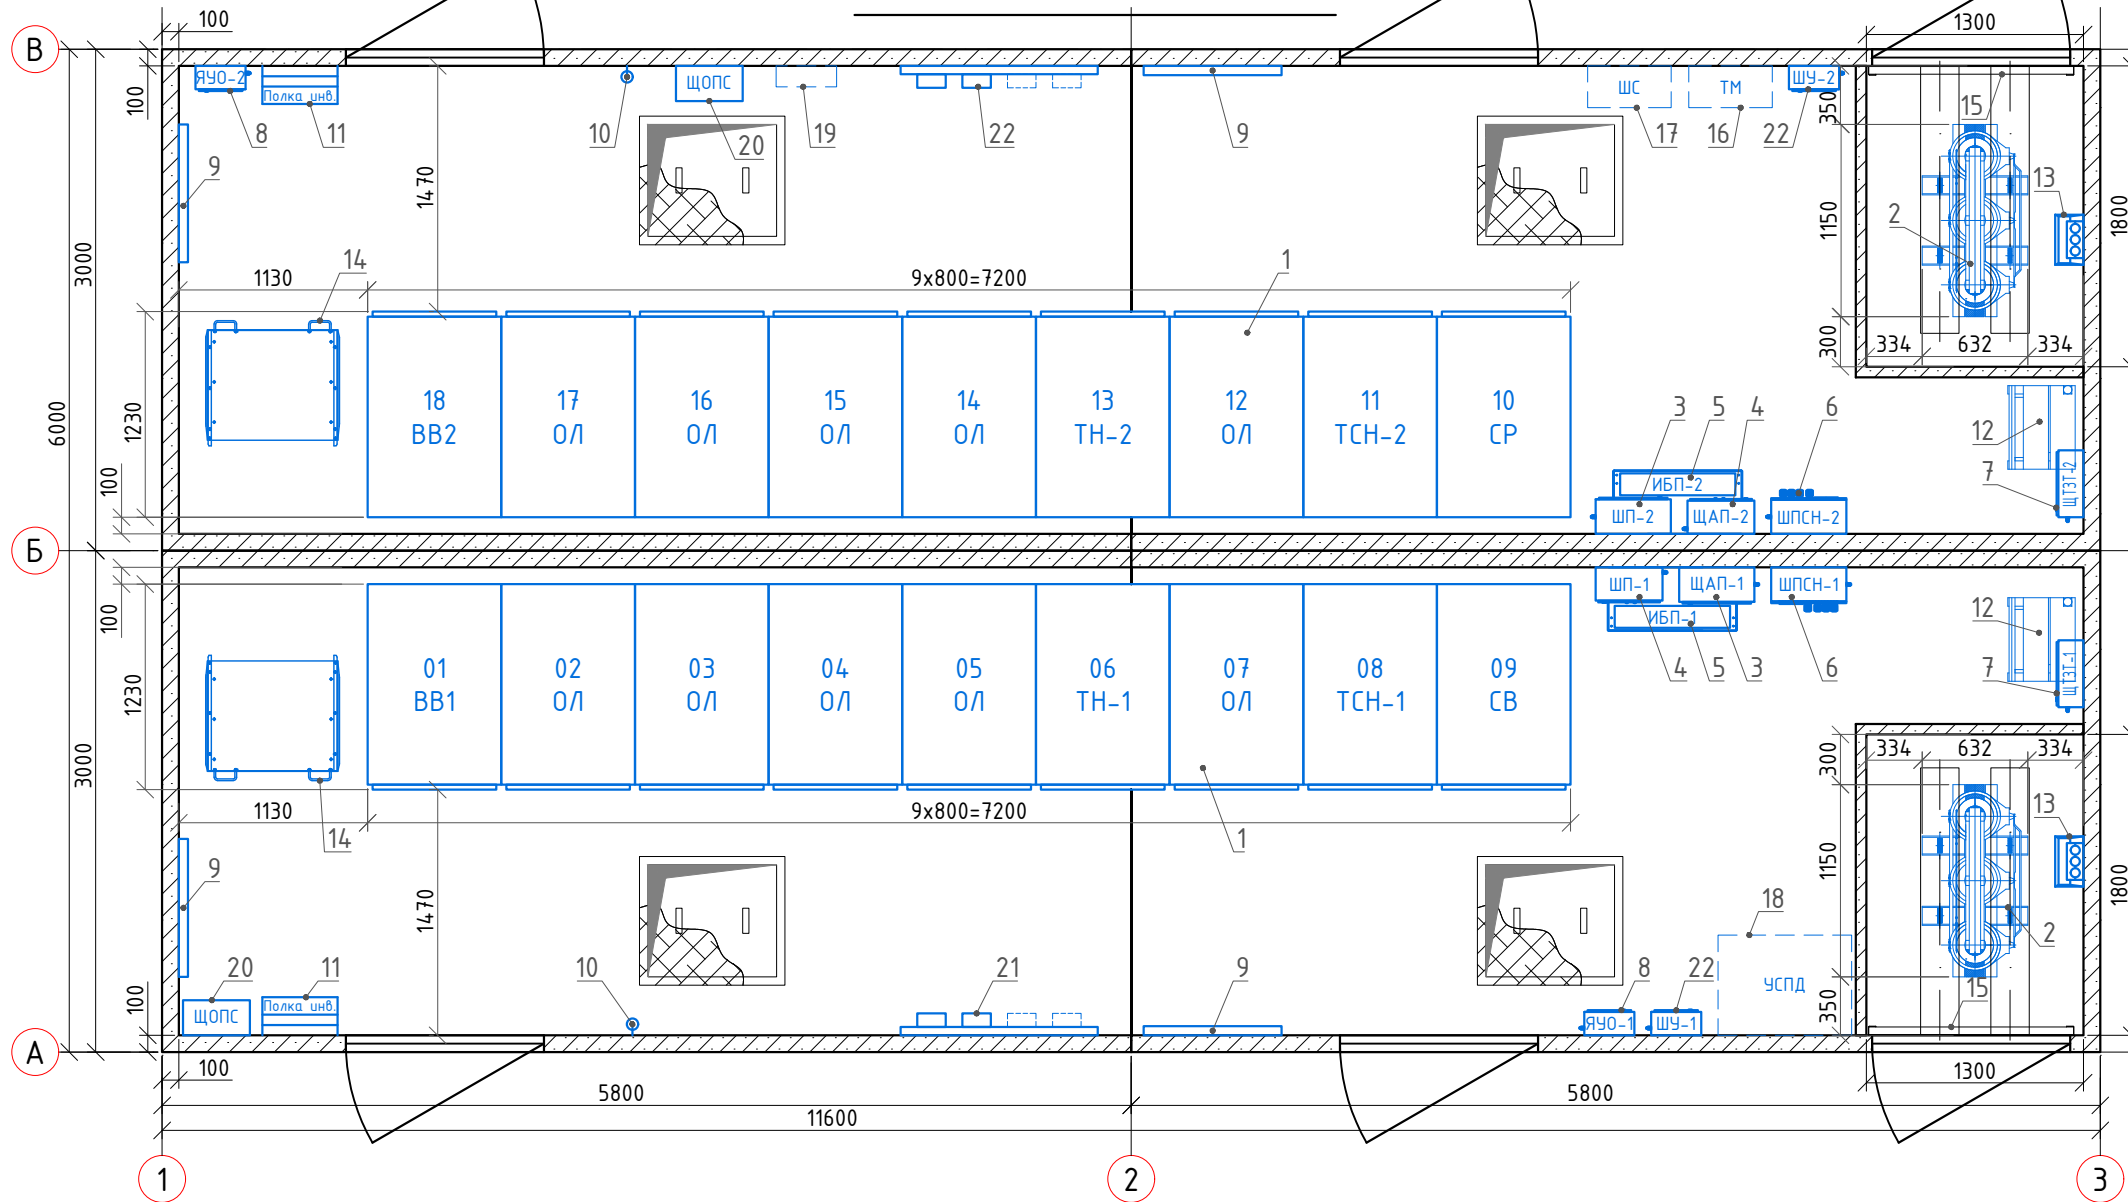 100
1300
В
ЯУО-2
Полка инв.
ЩОПС
ШС
ТМ
ШУ-2
100
8
11
10
20
19
22
9
17
16
22
350
15
9
1470
13
2
1150
1800
3000
14
1130
9х800=7200
1
300
334
632
334
6000
1230
18
ВВ2
17
ОЛ
16
ОЛ
15
ОЛ
14
ОЛ
13
ТН-2
12
ОЛ
11
ТСН-2
10
СР
3
5
4
6
12
7
ЩТЗТ-2
100
ИБП-2
ШП-2
ЩАП-2
ШПСН-2
Б
100
ШП-1
ЩАП-1
ШПСН-1
ИБП-1
12
7
ЩТЗТ-1
4
5
3
6
1230
01
ВВ1
02
ОЛ
03
ОЛ
04
ОЛ
05
ОЛ
06
ТН-1
07
ОЛ
08
ТСН-1
09
СВ
3000
300
334
632
334
1130
9х800=7200
14
1
13
9
1470
1150
1800
18
2
20
11
10
21
9
8
22
УСПД
15
350
100
ЩОПС
Полка инв.
ЯУО-1
ШУ-1
А
100
1300
5800
5800
11600
1
2
3